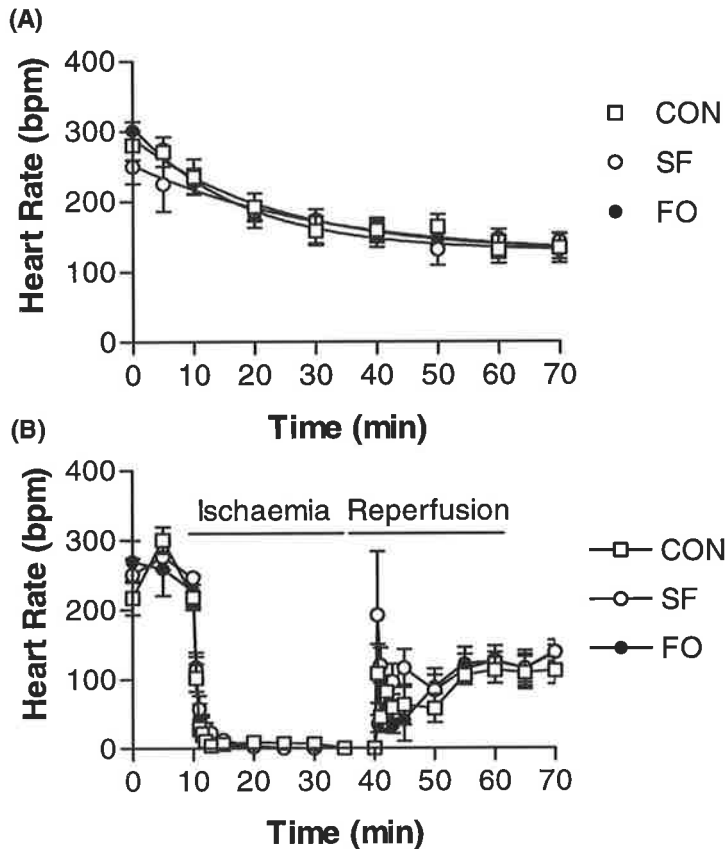 (A)
Heart Rate (bpm)
400
300
200
100
0
0 10 20 30 40 50 60 70
Time (min)
CON
SF
FO
(B)
Heart Rate (bpm)
400
300
200
100
0
Ischaemia Reperfusion
0 10 20 30 40 50 60 70
Time (min)
CON
SF
FO